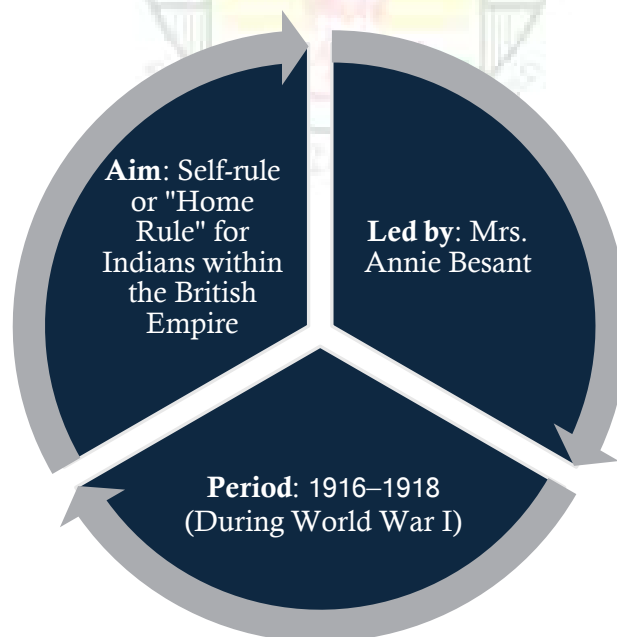 Aim: Self-rule
or "Home
Rule" for
Indians within
the British
Empire
Led by: Mrs.
Annie Besant
Period: 1916–1918
(During World War I)